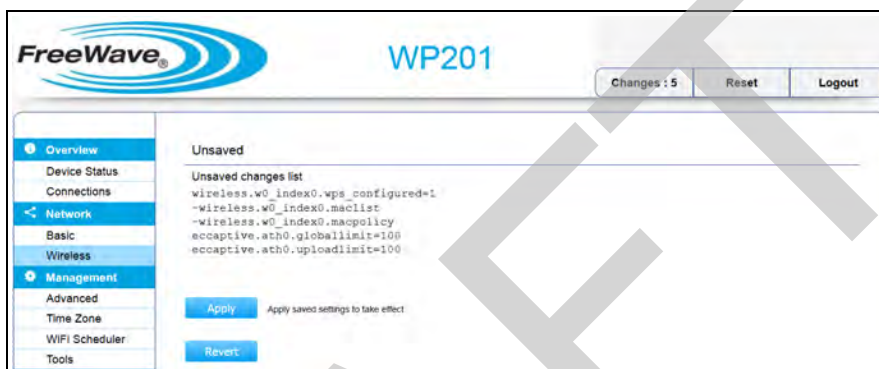 FreeWave®
WP201
Changes : 5 Reset Logout
Overview
Device Status
Connections
Network
Basic
Wireless
Management
Advanced
Time Zone
WiFi Scheduler
Tools
Unsaved
Unsaved changes list
wireless.w0_index0.wps_configured=1
-wireless.w0_index0.maclist
-wireless.w0_index0.macpolicy
eccaptive.ath0.globallimit=100
eccaptive.ath0.uploadlimit=100
Apply Apply saved settings to take effect
Revert